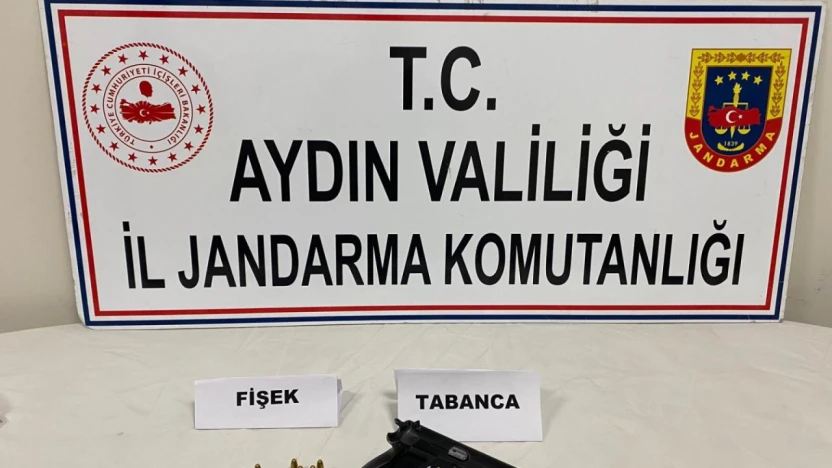 T.C.
AYDIN VALİLİĞİ
İL JANDARMA KOMUTANLIĞI
TÜRKİYE CUMHURİYETİ İÇİŞLERİ BAKANLIĞI
1839
JANDARMA
FİŞEK
TABANCA